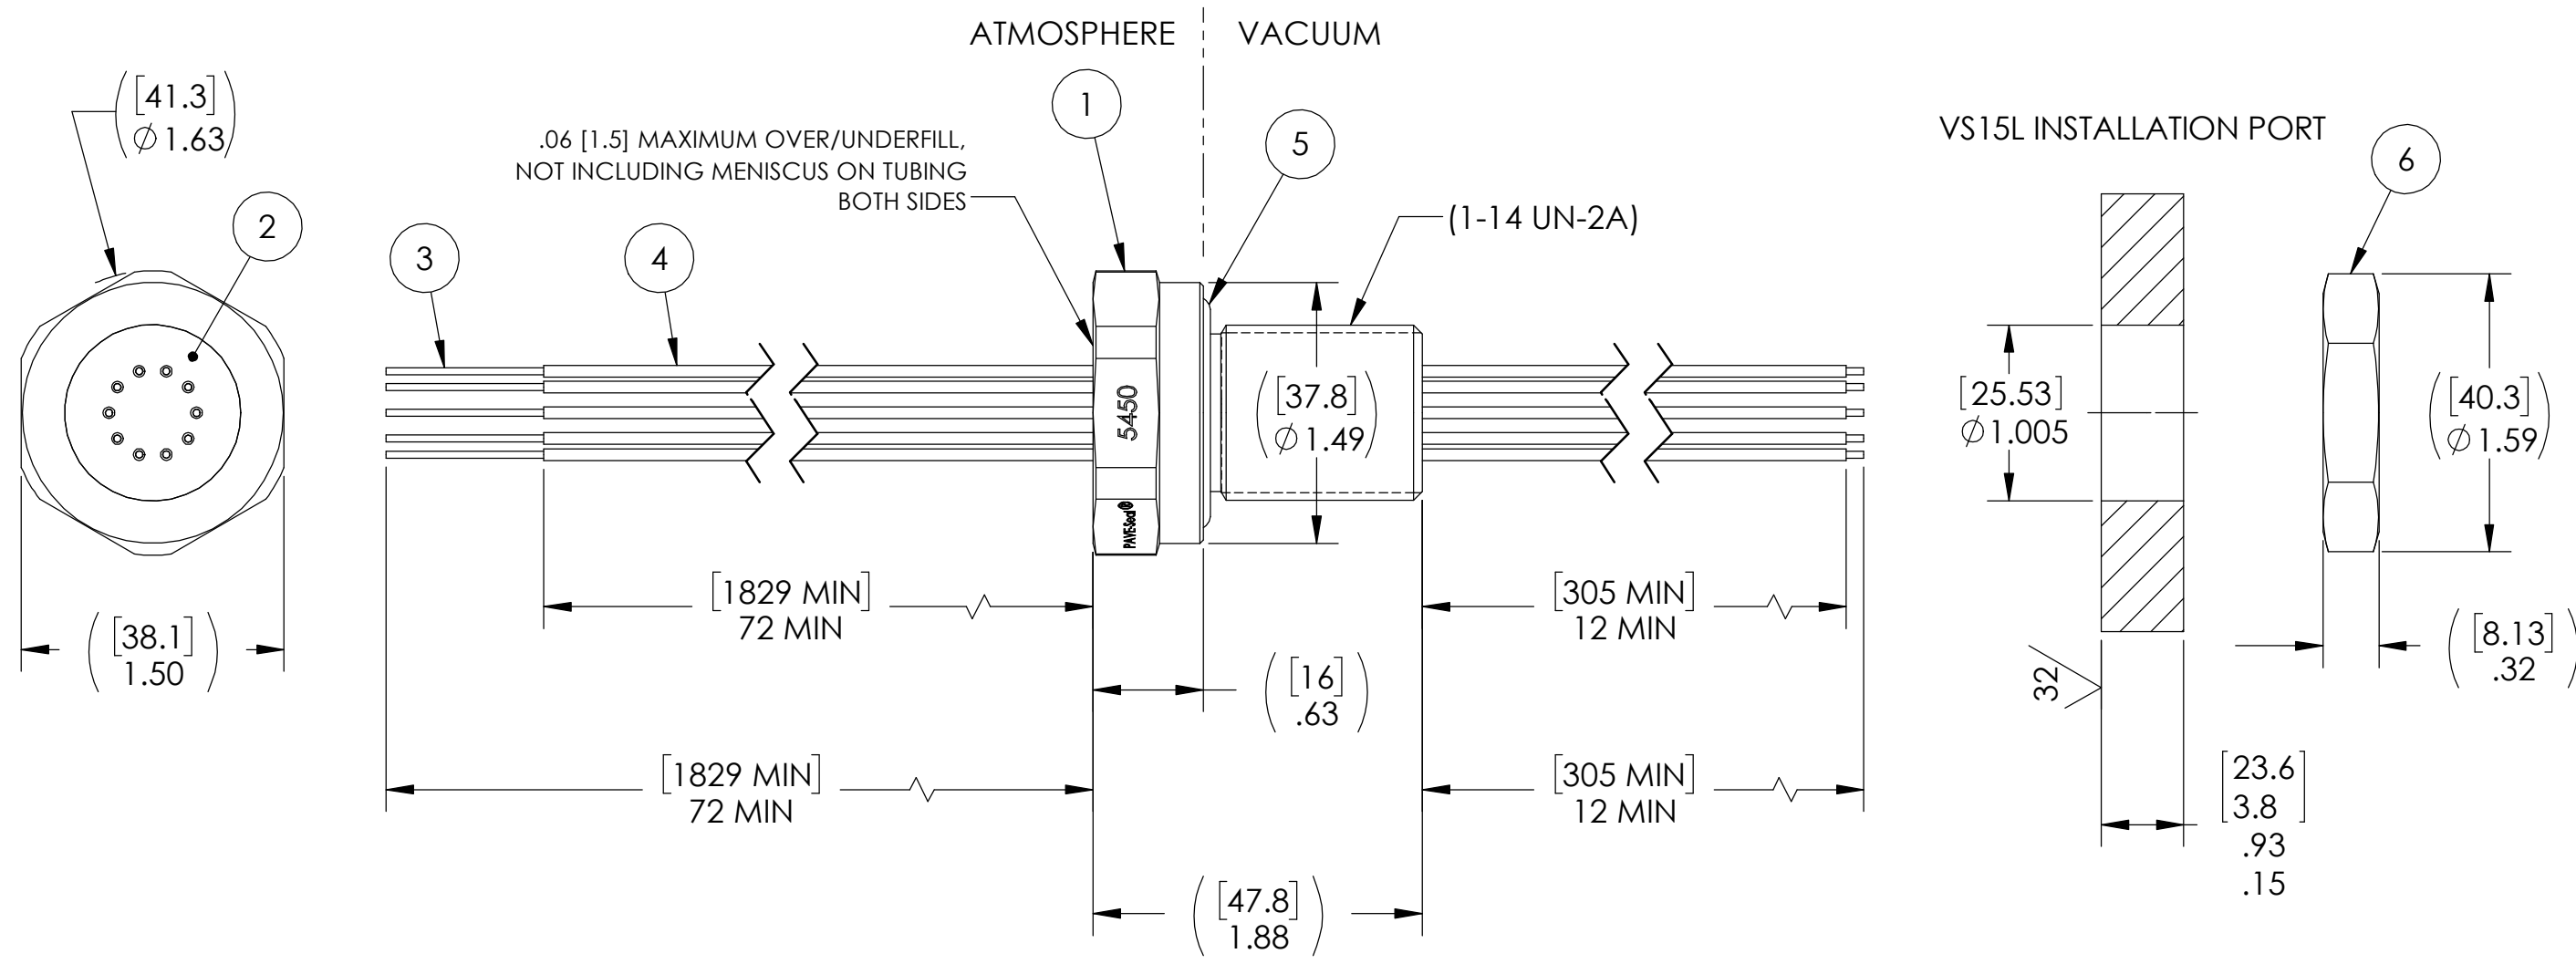 ATMOSPHERE
VACUUM
[41.3]
∅ 1.63
2
3
4
.06 [1.5] MAXIMUM OVER/UNDERFILL,
NOT INCLUDING MENISCUS ON TUBING
BOTH SIDES
1
5
(1-14 UN-2A)
5450
PAVE-Seal®
([37.8]
∅ 1.49)
[38.1]
1.50
[1829 MIN]
72 MIN
[1829 MIN]
72 MIN
([16]
.63)
([47.8]
1.88)
[305 MIN]
12 MIN
[305 MIN]
12 MIN
VS15L INSTALLATION PORT
6
[25.53]
∅1.005
([40.3]
∅ 1.59)
([8.13]
.32)
32
[23.6
3.8]
.93
.15